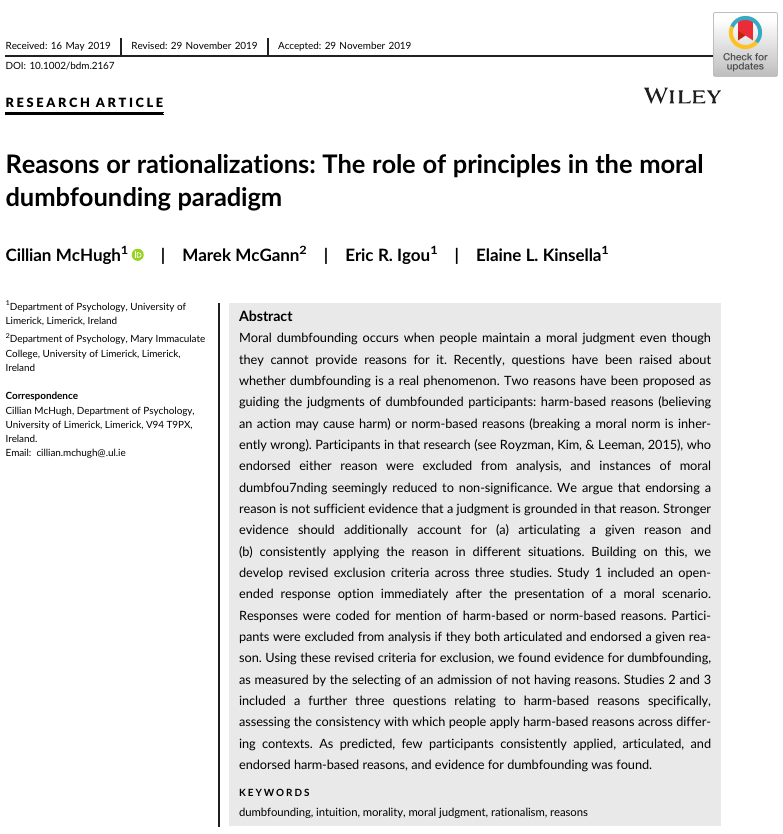 Received: 16 May 2019 | Revised: 29 November 2019 | Accepted: 29 November 2019
DOI: 10.1002/bdm.2167
Check for
updates
RESEARCH ARTICLE
WILEY
Reasons or rationalizations: The role of principles in the moral
dumbfounding paradigm
Cillian McHugh1 iD | Marek McGann2 | Eric R. Igou1 | Elaine L. Kinsella1
1Department of Psychology, University of
Limerick, Limerick, Ireland
2Department of Psychology, Mary Immaculate
College, University of Limerick, Limerick,
Ireland
Correspondence
Cillian McHugh, Department of Psychology,
University of Limerick, Limerick, V94 T9PX,
Ireland.
Email: cillian.mchugh@ul.ie
Abstract
Moral dumbfounding occurs when people maintain a moral judgment even though
they cannot provide reasons for it. Recently, questions have been raised about
whether dumbfounding is a real phenomenon. Two reasons have been proposed as
guiding the judgments of dumbfounded participants: harm-based reasons (believing
an action may cause harm) or norm-based reasons (breaking a moral norm is inher-
ently wrong). Participants in that research (see Royzman, Kim, & Leeman, 2015), who
endorsed either reason were excluded from analysis, and instances of moral
dumbfou7nding seemingly reduced to non-significance. We argue that endorsing a
reason is not sufficient evidence that a judgment is grounded in that reason. Stronger
evidence should additionally account for (a) articulating a given reason and
(b) consistently applying the reason in different situations. Building on this, we
develop revised exclusion criteria across three studies. Study 1 included an open-
ended response option immediately after the presentation of a moral scenario.
Responses were coded for mention of harm-based or norm-based reasons. Partici-
pants were excluded from analysis if they both articulated and endorsed a given rea-
son. Using these revised criteria for exclusion, we found evidence for dumbfounding,
as measured by the selecting of an admission of not having reasons. Studies 2 and 3
included a further three questions relating to harm-based reasons specifically,
assessing the consistency with which people apply harm-based reasons across differ-
ing contexts. As predicted, few participants consistently applied, articulated, and
endorsed harm-based reasons, and evidence for dumbfounding was found.
KEYWORDS
dumbfounding, intuition, morality, moral judgment, rationalism, reasons